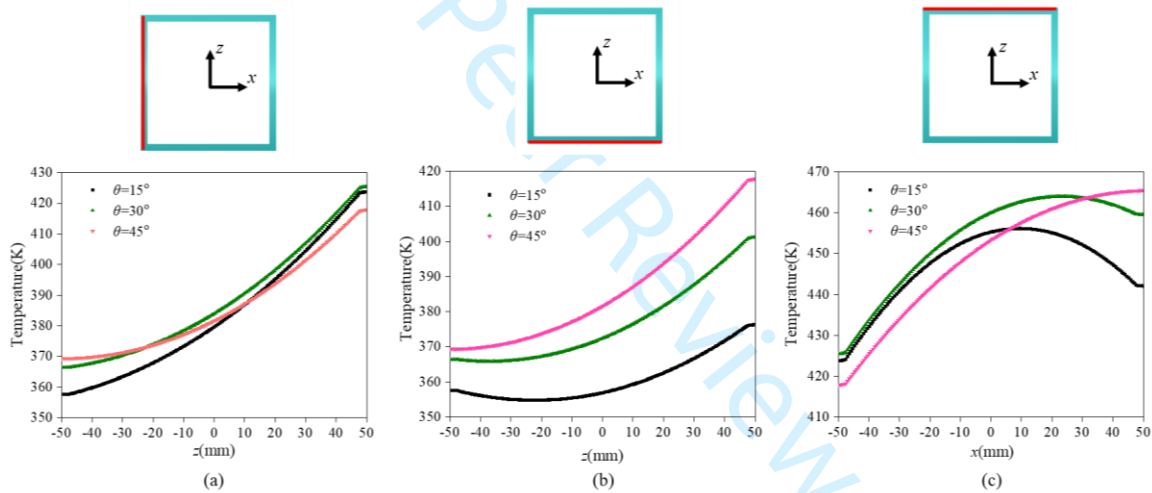 z
x
z
x
z
x
Peer Review
θ=15°
θ=30°
θ=45°
Temperature(K)
430
420
410
400
390
380
370
360
350
-50 -40 -30 -20 -10 0 10 20 30 40 50
z(mm)
(a)
θ=15°
θ=30°
θ=45°
Temperature(K)
420
410
400
390
380
370
360
350
-50 -40 -30 -20 -10 0 10 20 30 40 50
z(mm)
(b)
θ=15°
θ=30°
θ=45°
Temperature(K)
470
460
450
440
430
420
410
-50 -40 -30 -20 -10 0 10 20 30 40 50
x(mm)
(c)